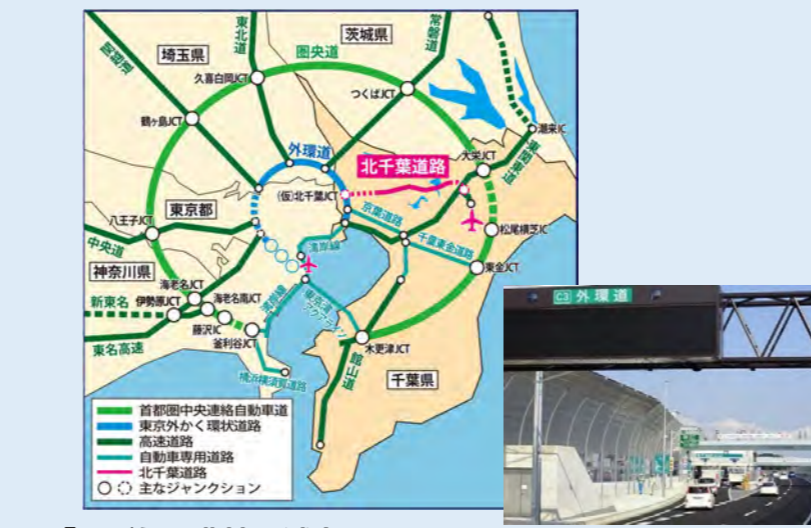 茨城県
埼玉県
東北道
常磐道
関越道
圏央道
久喜白岡JCT
つくばJCT
鶴ヶ島JCT
潮来IC
外環道
北千葉道路
大栄JCT
東関東道
(仮)北千葉JCT
東京都
八王子JCT
京葉道路
千葉東金道路
松尾横芝IC
中央道
湾岸線
東金JCT
神奈川県
海老名JCT
新東名
伊勢原JCT
海老名南JCT
湾岸線
東京湾
アクアライン
藤沢IC
釜利谷JCT
東名高速
木更津JCT
館山道
横浜横須賀道路
千葉県
首都圏中央連絡自動車道
東京外かく環状道路
高速道路
自動車専用道路
北千葉道路
主なジャンクション
C3 外環道